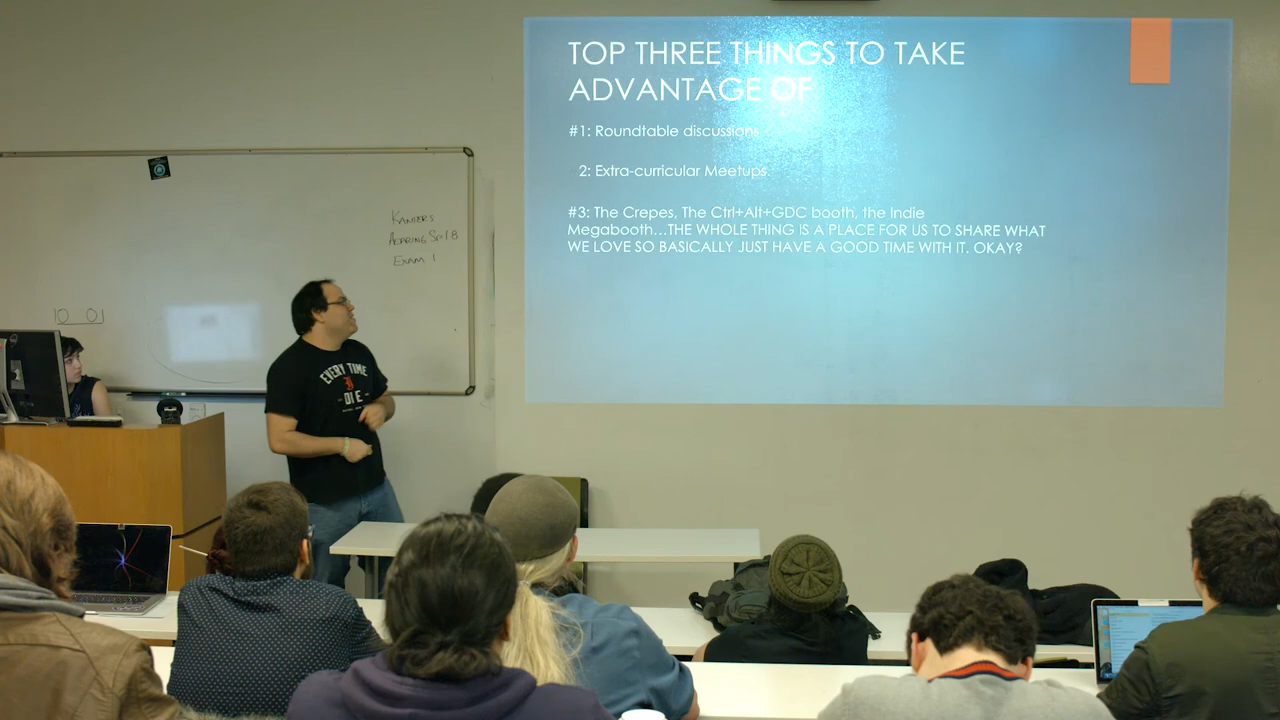 TOP THREE THINGS TO TAKE
ADVANTAGE OF
#1: Roundtable discussions
2: Extra-curricular Meetups.
#3: The Crepes, The Ctrl+Alt+GDC booth, the Indie
Megabooth...THE WHOLE THING IS A PLACE FOR US TO SHARE WHAT
WE LOVE SO BASICALLY JUST HAVE A GOOD TIME WITH IT. OKAY?
Exam 1
10 01
EVERY TIME
I
DIE